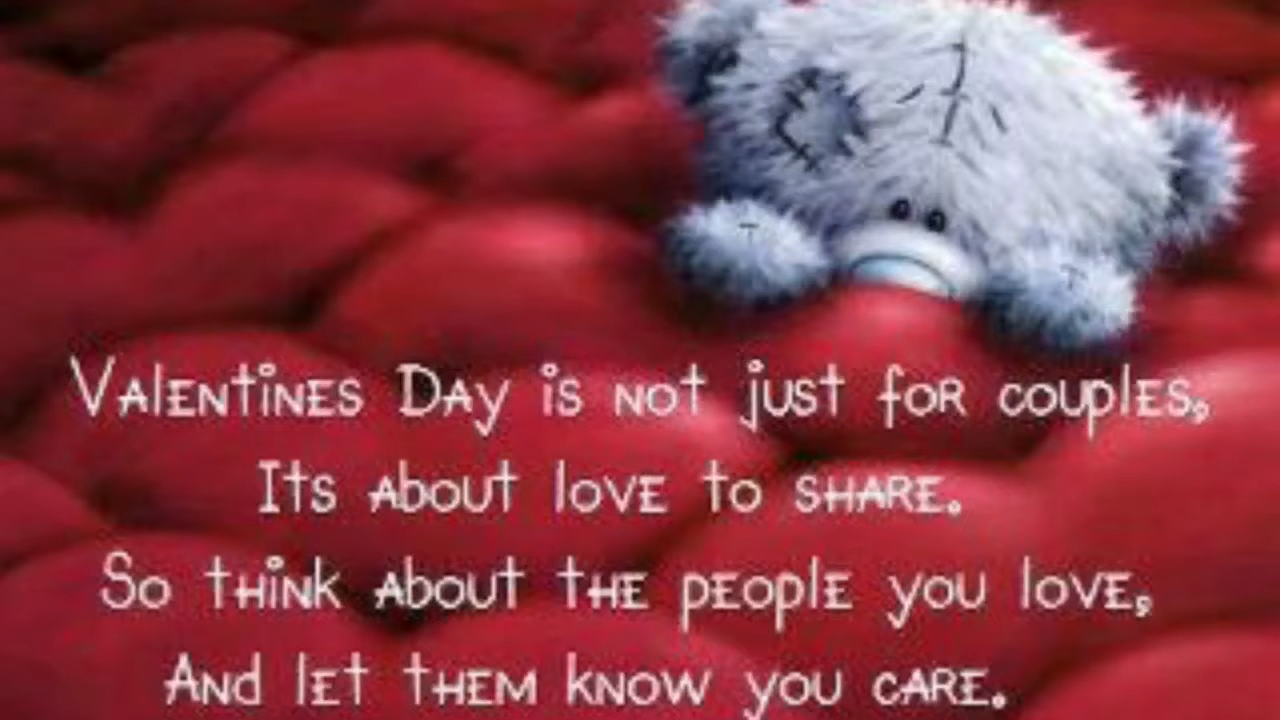 Valentines Day is not just for couples,
Its about love to share.
So think about the people you love,
And let them know you care.